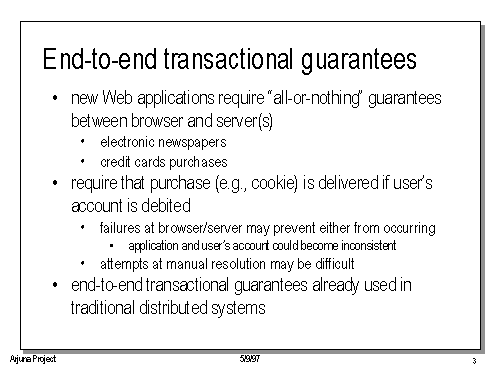 End-to-end transactional guarantees
• new Web applications require “all-or-nothing” guarantees
between browser and server(s)
• electronic newspapers
• credit cards purchases
• require that purchase (e.g., cookie) is delivered if user’s
account is debited
• failures at browser/server may prevent either from occurring
• application and user’s account could become inconsistent
• attempts at manual resolution may be difficult
• end-to-end transactional guarantees already used in
traditional distributed systems
Arjuna Project
5/9/97
3